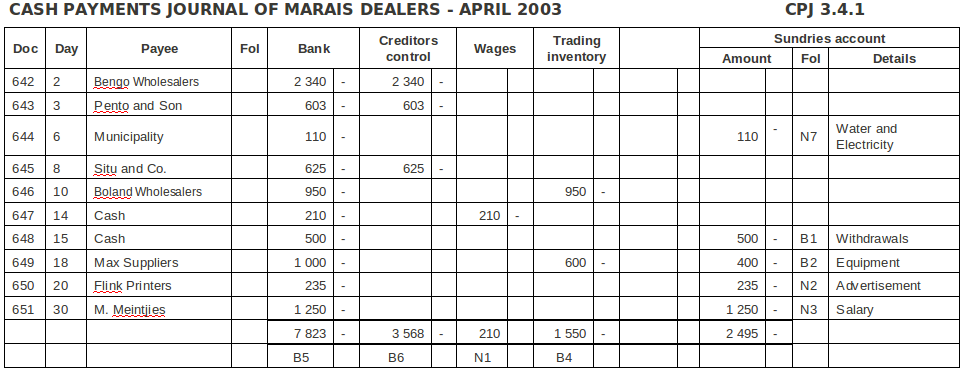 CASH PAYMENTS JOURNAL OF MARAIS DEALERS - APRIL 2003 CPJ 3.4.1
Doc Day Payee Fol Bank Creditors control Wages Trading inventory Sundries account
Amount Fol Details
642 2 Bengo Wholesalers 2 340 - 2 340 -
643 3 Pento and Son 603 - 603 -
644 6 Municipality 110 - 110 - N7 Water and Electricity
645 8 Situ and Co. 625 - 625 -
646 10 Boland Wholesalers 950 - 950 -
647 14 Cash 210 - 210 -
648 15 Cash 500 - 500 - B1 Withdrawals
649 18 Max Suppliers 1 000 - 600 - 400 - B2 Equipment
650 20 Flink Printers 235 - 235 - N2 Advertisement
651 30 M. Meintjies 1 250 - 1 250 - N3 Salary
7 823 - 3 568 - 210 1 550 - 2 495 -
B5 B6 N1 B4